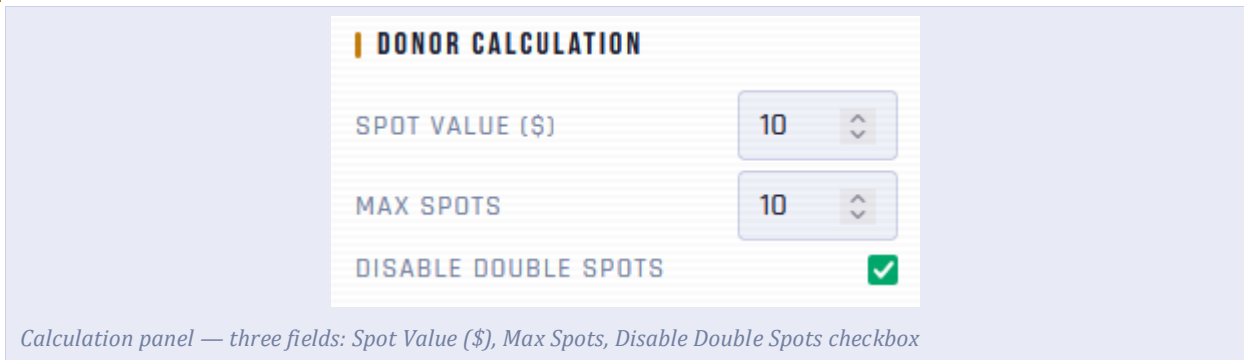 DONOR CALCULATION
SPOT VALUE ($) 10
MAX SPOTS 10
DISABLE DOUBLE SPOTS
Calculation panel — three fields: Spot Value ($), Max Spots, Disable Double Spots checkbox